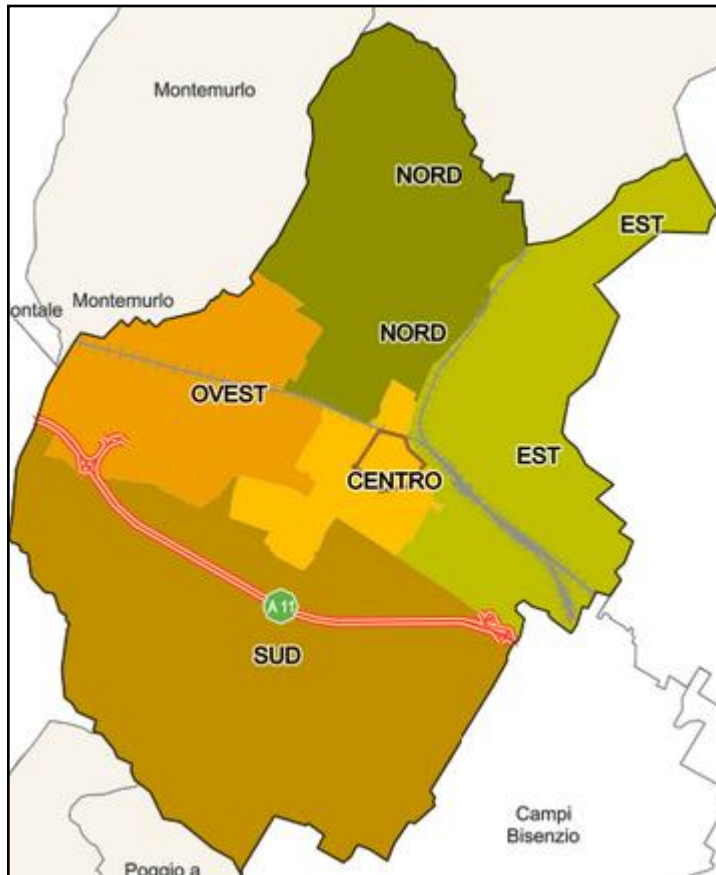 Montemurlo
NORD
EST
Montemurlo
ontale
NORD
OVEST
EST
CENTRO
A 11
SUD
Campi
Bisenzio
Poggio a